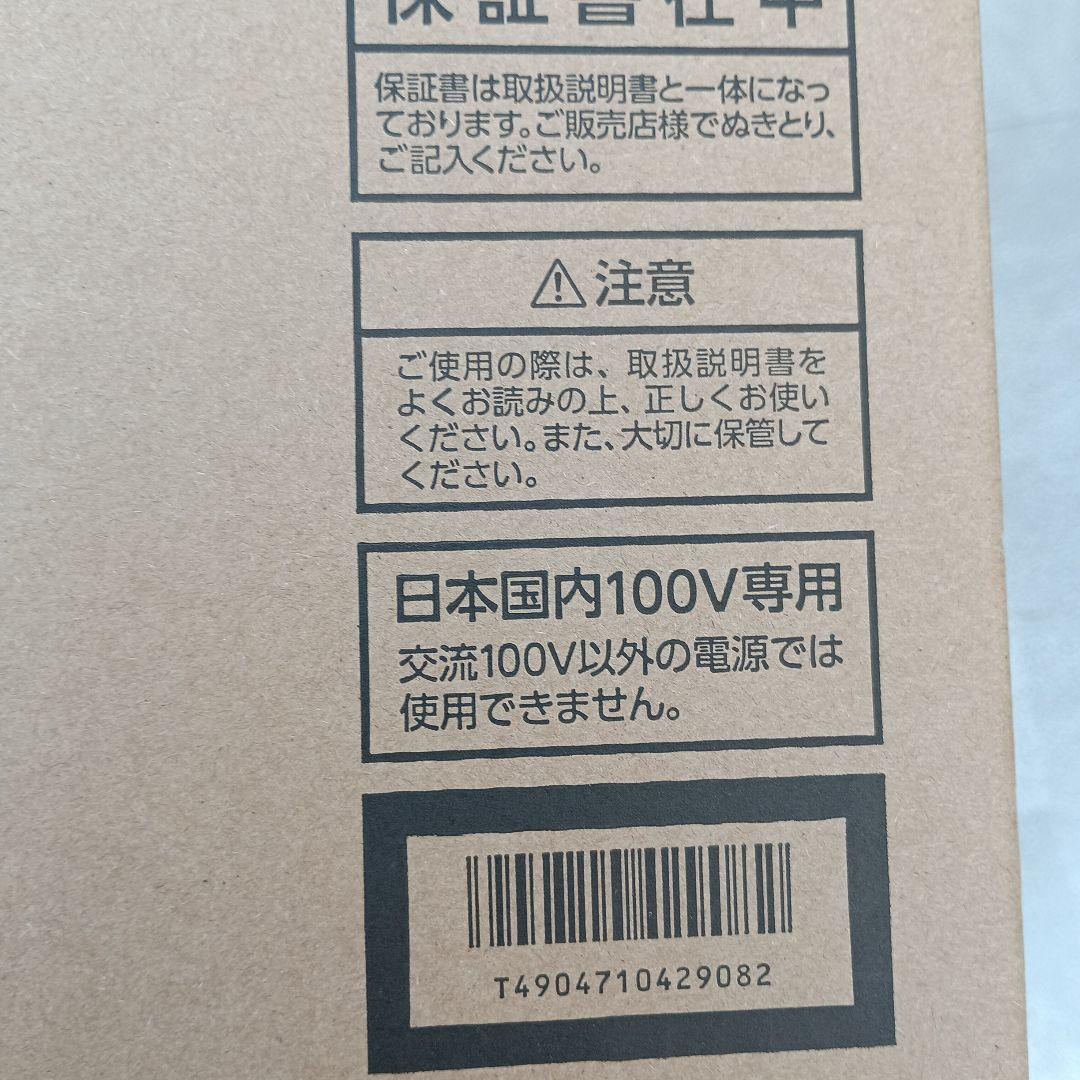 保証書在中
保証書は取扱説明書と一体になっ
ております。ご販売店様でぬきとり、
ご記入ください。
注意
ご使用の際は、取扱説明書を
よくお読みの上、正しくお使い
ください。また、大切に保管して
ください。
日本国内100V専用
交流100V以外の電源では
使用できません。
T4904710429082